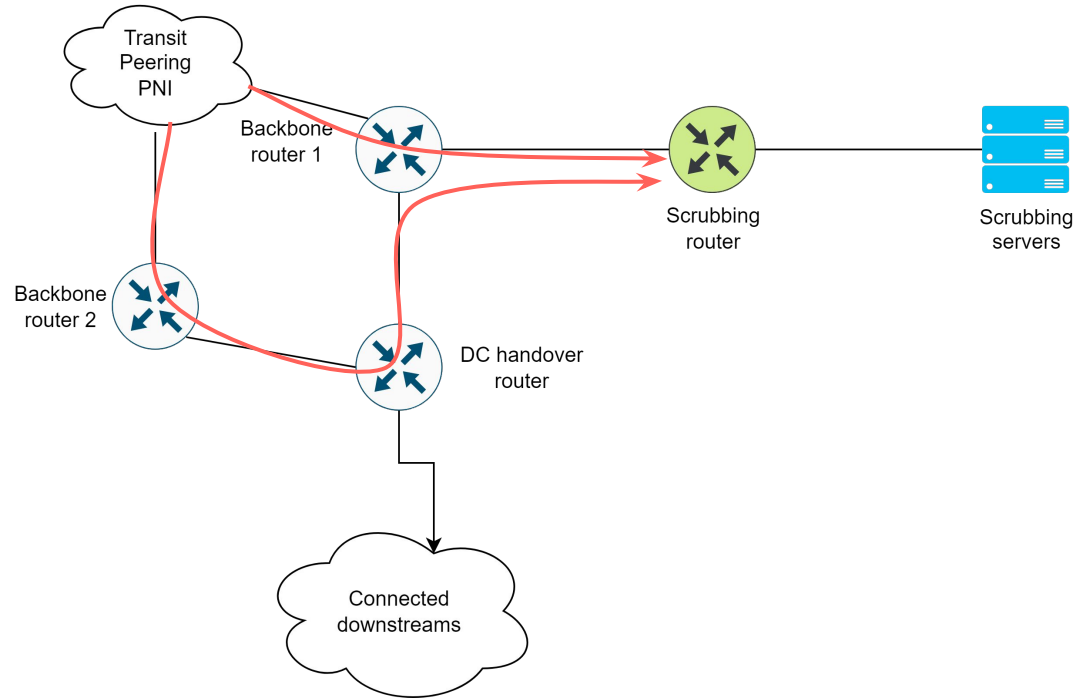 Transit
Peering
PNI
Backbone
router 1
Scrubbing
router
Scrubbing
servers
Backbone
router 2
DC handover
router
Connected
downstreams